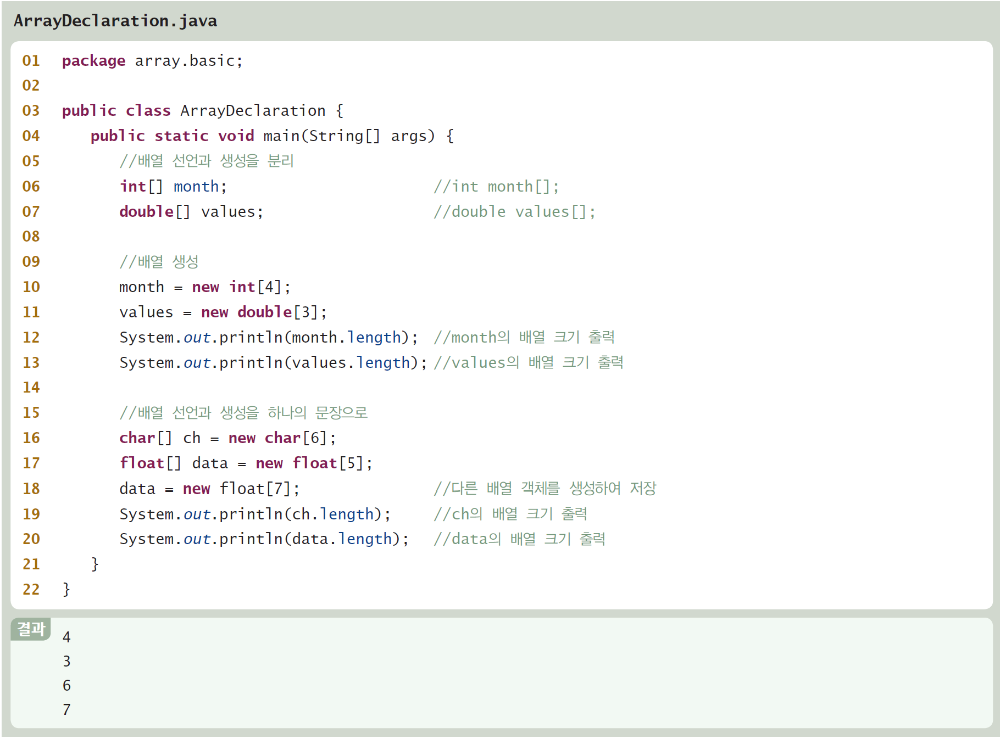 ArrayDeclaration.java
01 package array.basic;
02
03 public class ArrayDeclaration {
04 public static void main(String[] args) {
05 //배열 선언과 생성을 분리
06 int[] month; //int month[];
07 double[] values; //double values[];
08
09 //배열 생성
10 month = new int[4];
11 values = new double[3];
12 System.out.println(month.length); //month의 배열 크기 출력
13 System.out.println(values.length); //values의 배열 크기 출력
14
15 //배열 선언과 생성을 하나의 문장으로
16 char[] ch = new char[6];
17 float[] data = new float[5];
18 data = new float[7]; //다른 배열 객체를 생성하여 저장
19 System.out.println(ch.length); //ch의 배열 크기 출력
20 System.out.println(data.length); //data의 배열 크기 출력
21 }
22 }
결과
4
3
6
7